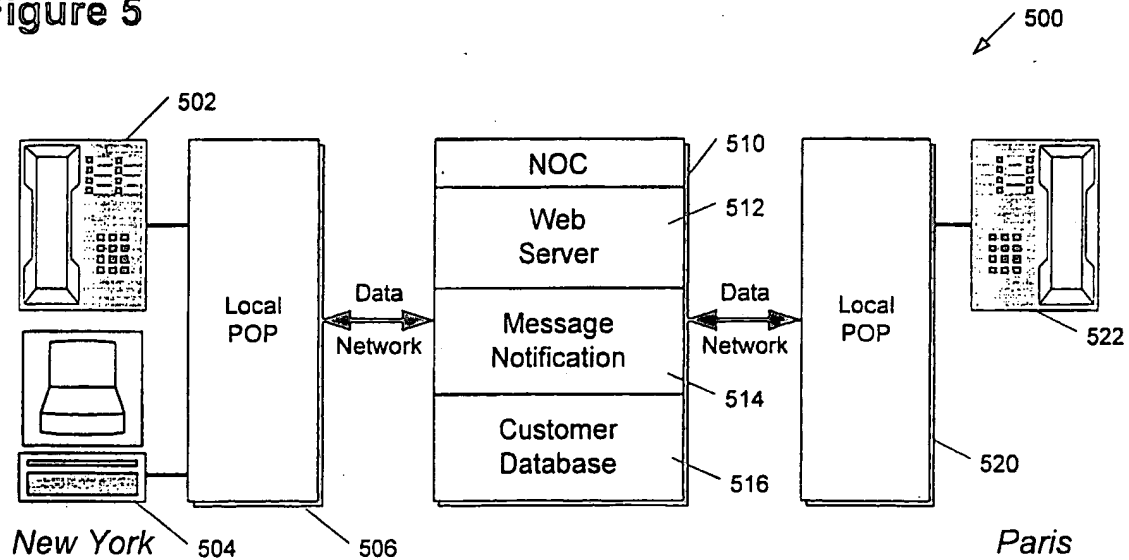 Figure 5
500
502
510
NOC
512
Web
Server
Local
POP
Data
Network
Message
Notification
514
Data
Network
Local
POP
522
Customer
Database
516
520
New York
504
506
Paris